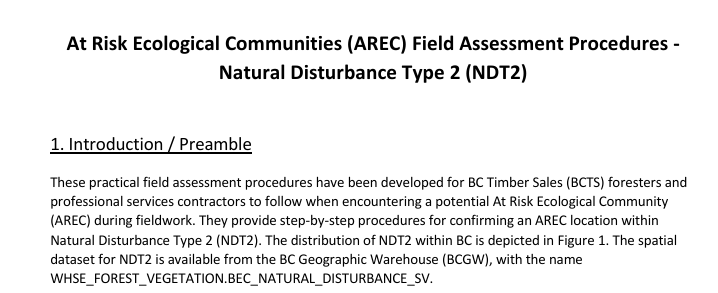 At Risk Ecological Communities (AREC) Field Assessment Procedures -
Natural Disturbance Type 2 (NDT2)
1. Introduction / Preamble
These practical field assessment procedures have been developed for BC Timber Sales (BCTS) foresters and
professional services contractors to follow when encountering a potential At Risk Ecological Community
(AREC) during fieldwork. They provide step-by-step procedures for confirming an AREC location within
Natural Disturbance Type 2 (NDT2). The distribution of NDT2 within BC is depicted in Figure 1. The spatial
dataset for NDT2 is available from the BC Geographic Warehouse (BCGW), with the name
WHSE_FOREST_VEGETATION.BEC_NATURAL_DISTURBANCE_SV.